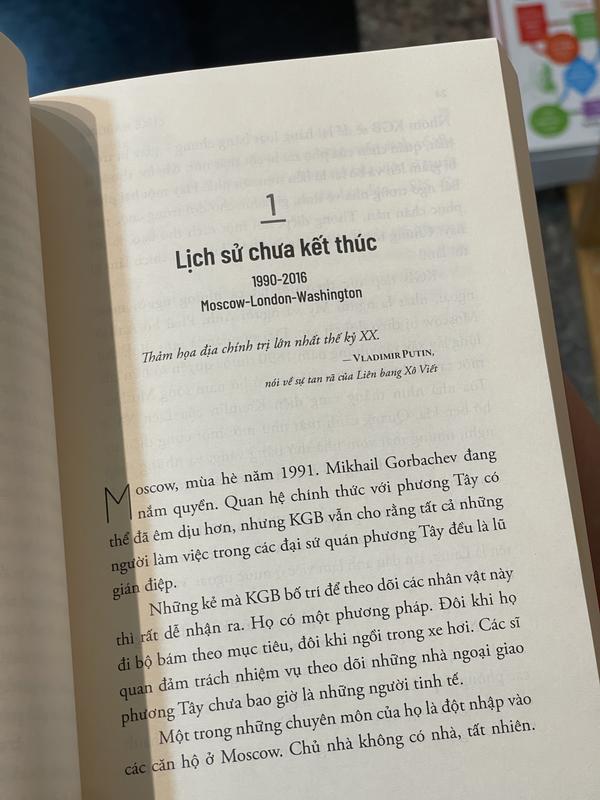 1
Lịch sử chưa kết thúc
1990-2016
Moscow-London-Washington
Thảm họa địa chính trị lớn nhất thế kỷ XX.
—VLADIMIR PUTIN,
nói về sự tan rã của Liên bang Xô Viết
Moscow, mùa hè năm 1991. Mikhail Gorbachev đang
nắm quyền. Quan hệ chính thức với phương Tây có
thể đã êm dịu hơn, nhưng KGB vẫn cho rằng tất cả những
người làm việc trong các đại sứ quán phương Tây đều là lũ
gián điệp.
Những kẻ mà KGB bố trí để theo dõi các nhân vật này
thì rất dễ nhận ra. Họ có một phương pháp. Đôi khi họ
đi bộ bám theo mục tiêu, đôi khi ngồi trong xe hơi. Các sĩ
quan đảm trách nhiệm vụ theo dõi những nhà ngoại giao
phương Tây chưa bao giờ là những người tinh tế.
Một trong những chuyên môn của họ là đột nhập vào
các căn hộ ở Moscow. Chủ nhà không có nhà, tất nhiên.